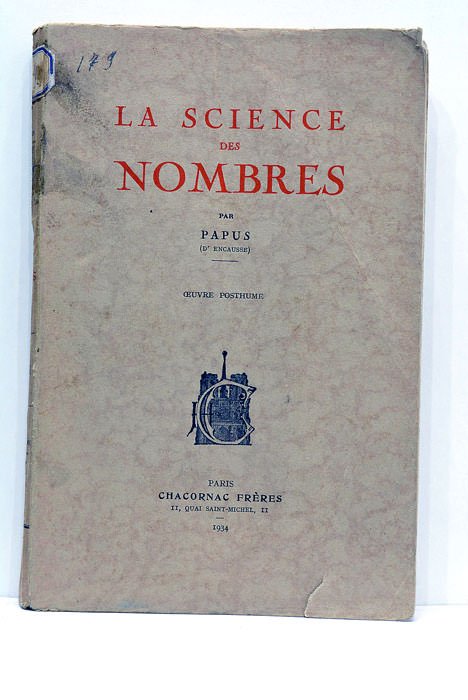 179
LA SCIENCE
DES
NOMBRES
PAR
PAPUS
(Dʳ ENCAUSSE)
ŒUVRE POSTHUME
PARIS
CHACORNAC FRÈRES
11, QUAI SAINT-MICHEL, 11
1934